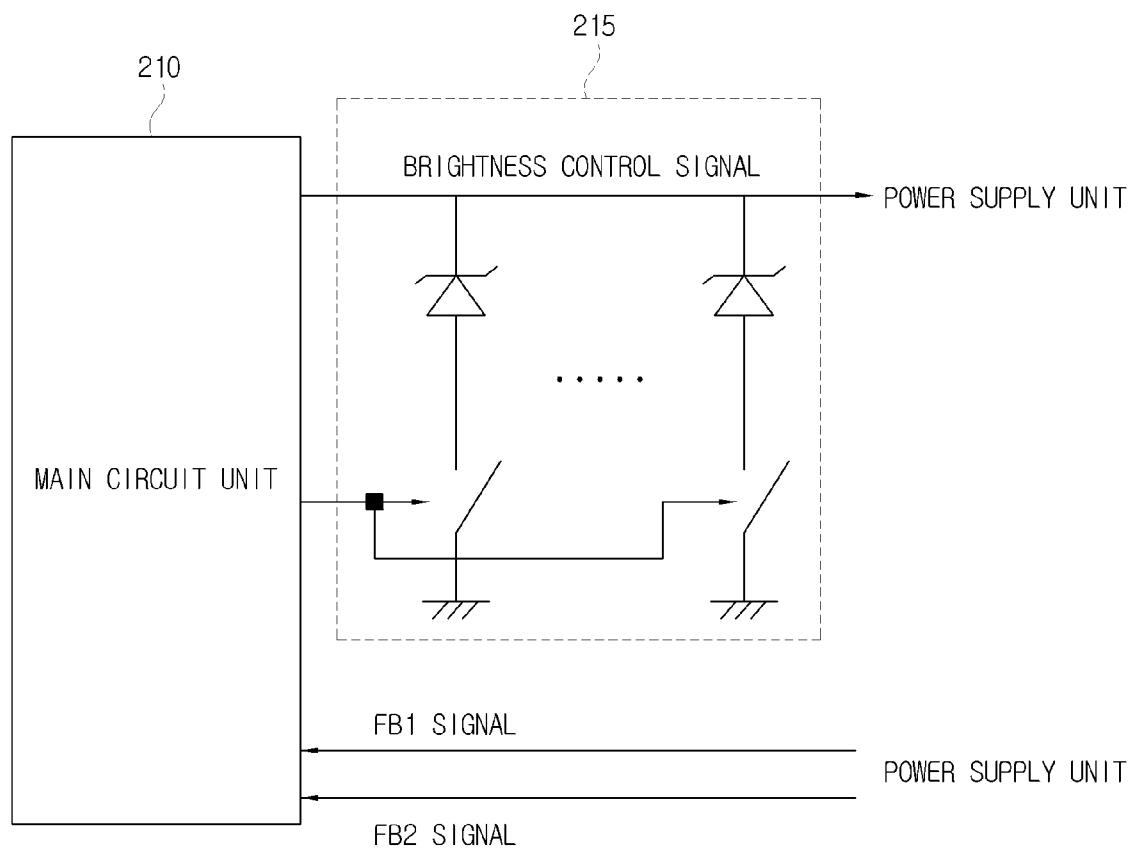 215
210
BRIGHTNESS CONTROL SIGNAL
POWER SUPPLY UNIT
MAIN CIRCUIT UNIT
FB1 SIGNAL
POWER SUPPLY UNIT
FB2 SIGNAL